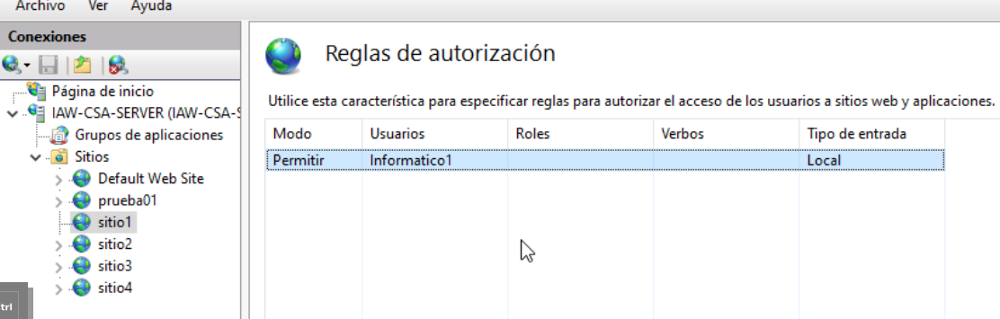 Archivo Ver Ayuda
Conexiones
Página de inicio
IAW-CSA-SERVER (IAW-CSA-S
Grupos de aplicaciones
Sitios
Default Web Site
prueba01
sitio1
sitio2
sitio3
sitio4
trl
Reglas de autorización
Utilice esta característica para especificar reglas para autorizar el acceso de los usuarios a sitios web y aplicaciones.
Modo Usuarios Roles Verbos Tipo de entrada
Permitir Informatico1 Local